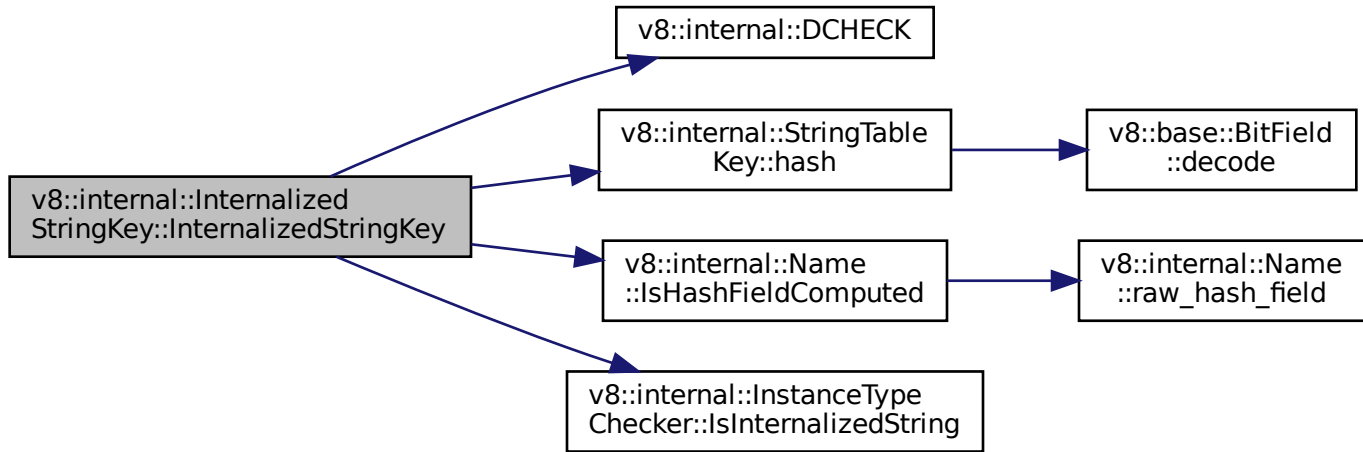 v8::internal::Internalized
StringKey::InternalizedStringKey
v8::internal::DCHECK
v8::internal::StringTable
Key::hash
v8::base::BitField
::decode
v8::internal::Name
::IsHashFieldComputed
v8::internal::Name
::raw_hash_field
v8::internal::InstanceType
Checker::IsInternalizedString